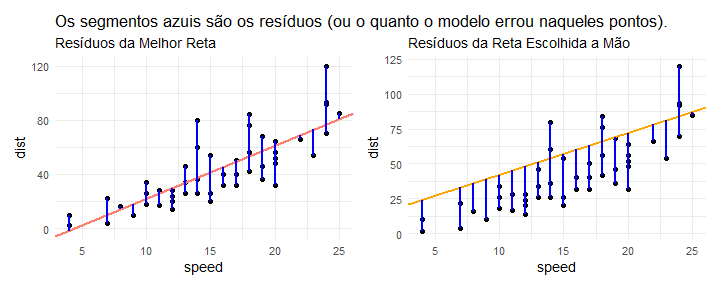 Os segmentos azuis são os resíduos (ou o quanto o modelo errou naqueles pontos).
Resíduos da Melhor Reta
120
80
40
0
dist
5 10 15 20 25
speed
Resíduos da Reta Escolhida a Mão
125
100
75
50
25
0
dist
5 10 15 20 25
speed